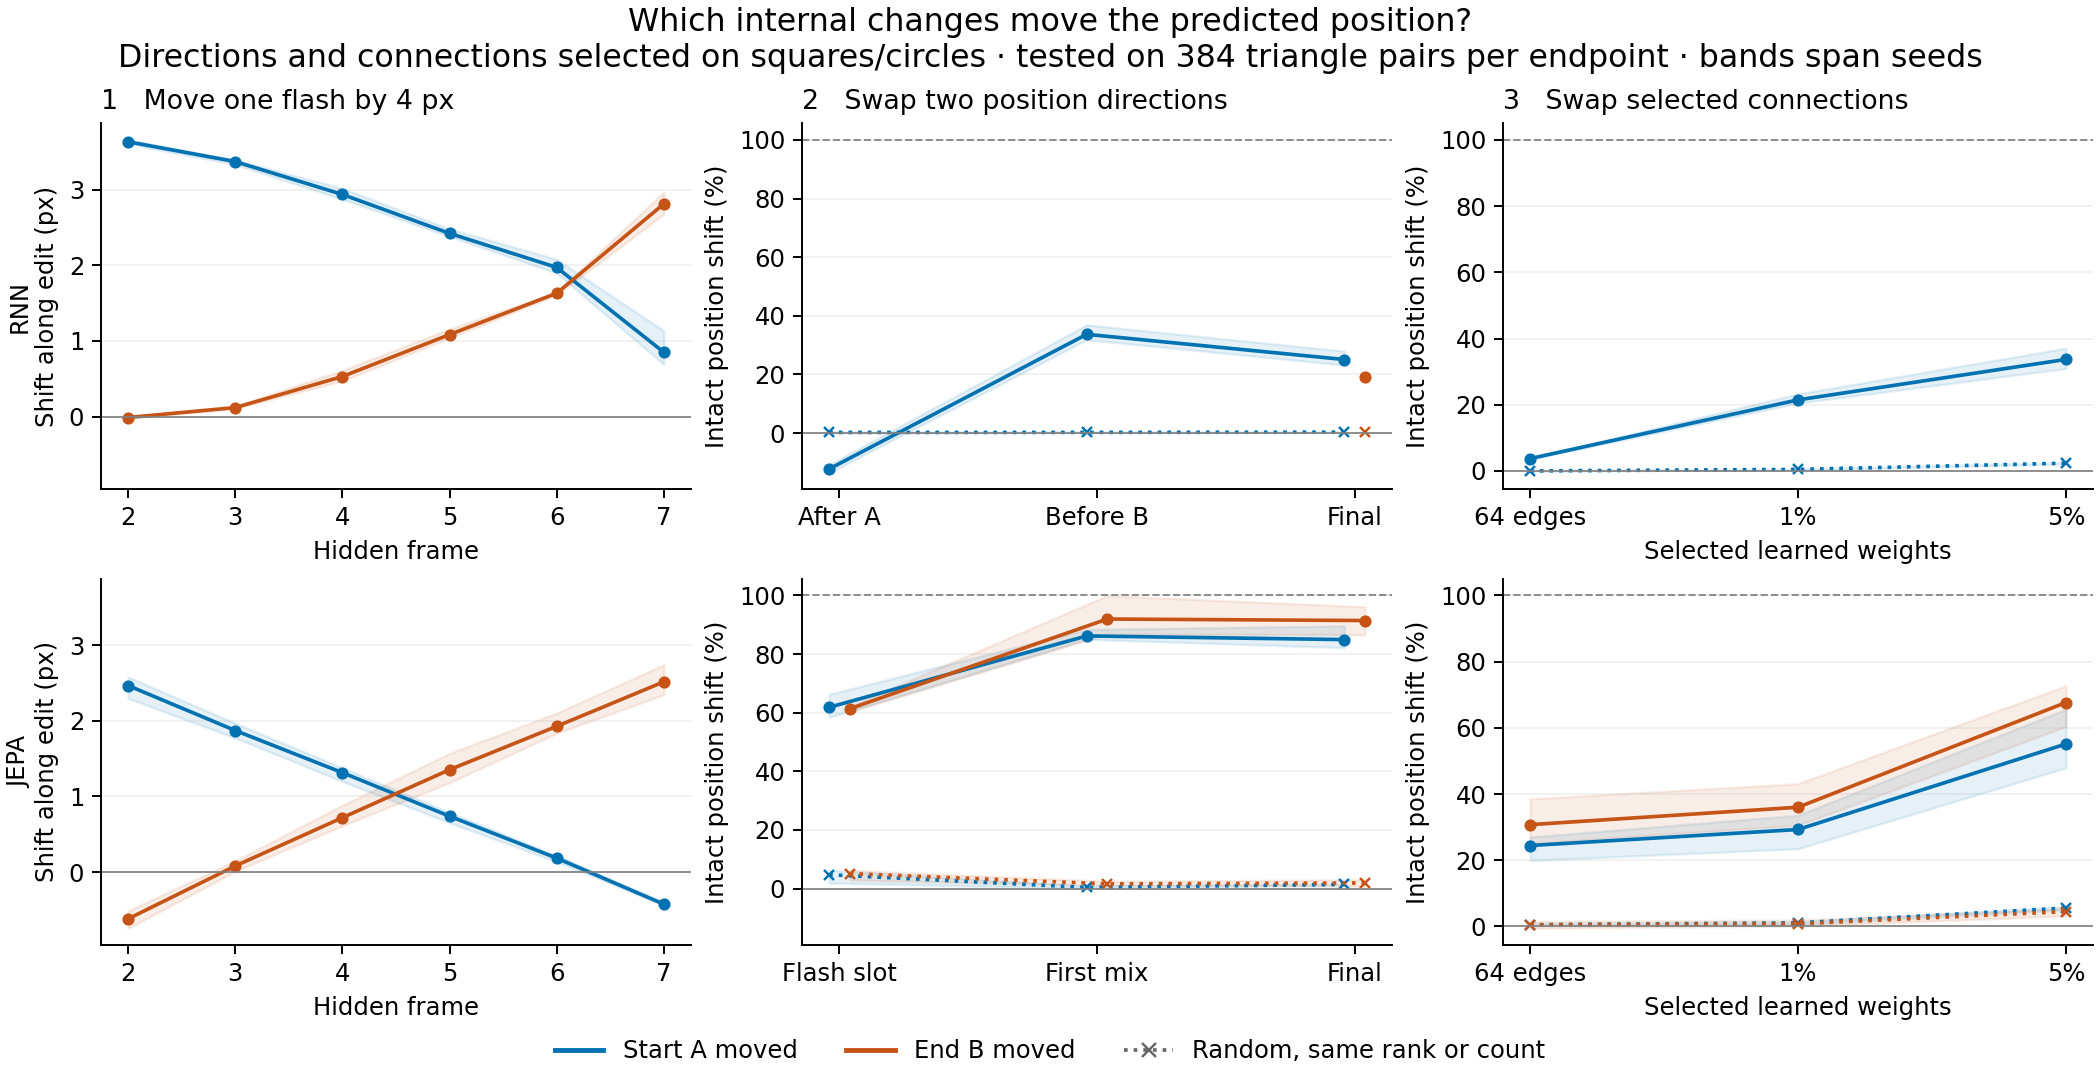 Which internal changes move the predicted position?
Directions and connections selected on squares/circles · tested on 384 triangle pairs per endpoint · bands span seeds
1 Move one flash by 4 px
RNN
Shift along edit (px)
3
2
1
0
2 3 4 5 6 7
Hidden frame
2 Swap two position directions
Intact position shift (%)
100
80
60
40
20
0
After A Before B Final
3 Swap selected connections
Intact position shift (%)
100
80
60
40
20
0
64 edges 1% 5%
Selected learned weights
JEPA
Shift along edit (px)
3
2
1
0
2 3 4 5 6 7
Hidden frame
Intact position shift (%)
100
80
60
40
20
0
Flash slot First mix Final
Intact position shift (%)
100
80
60
40
20
0
64 edges 1% 5%
Selected learned weights
Start A moved End B moved Random, same rank or count